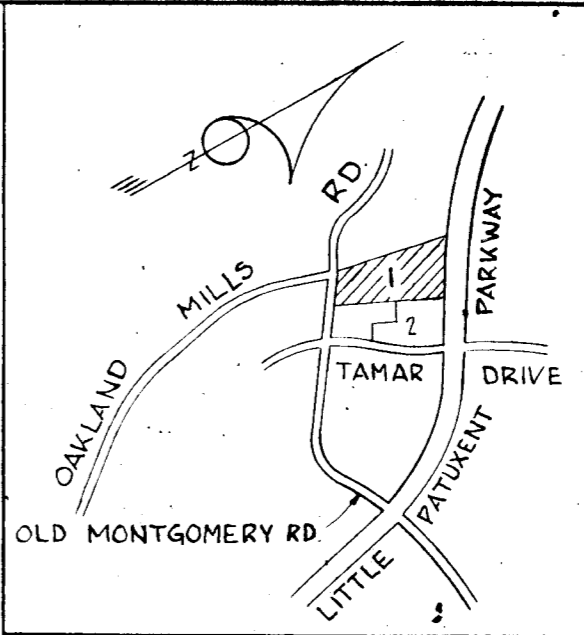 Z
RD.
PARKWAY
OAKLAND MILLS
1
2
TAMAR DRIVE
OLD MONTGOMERY RD.
LITTLE PATUXENT